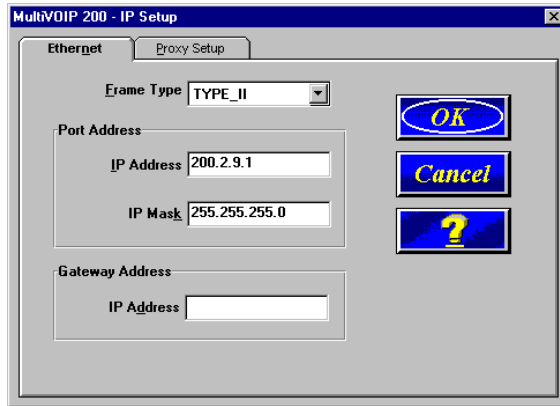 MultiVOIP 200 - IP Setup
Ethernet
Proxy Setup
Frame Type TYPE_II
OK
Port Address
IP Address 200.2.9.1
Cancel
IP Mask 255.255.255.0
?
Gateway Address
IP Address